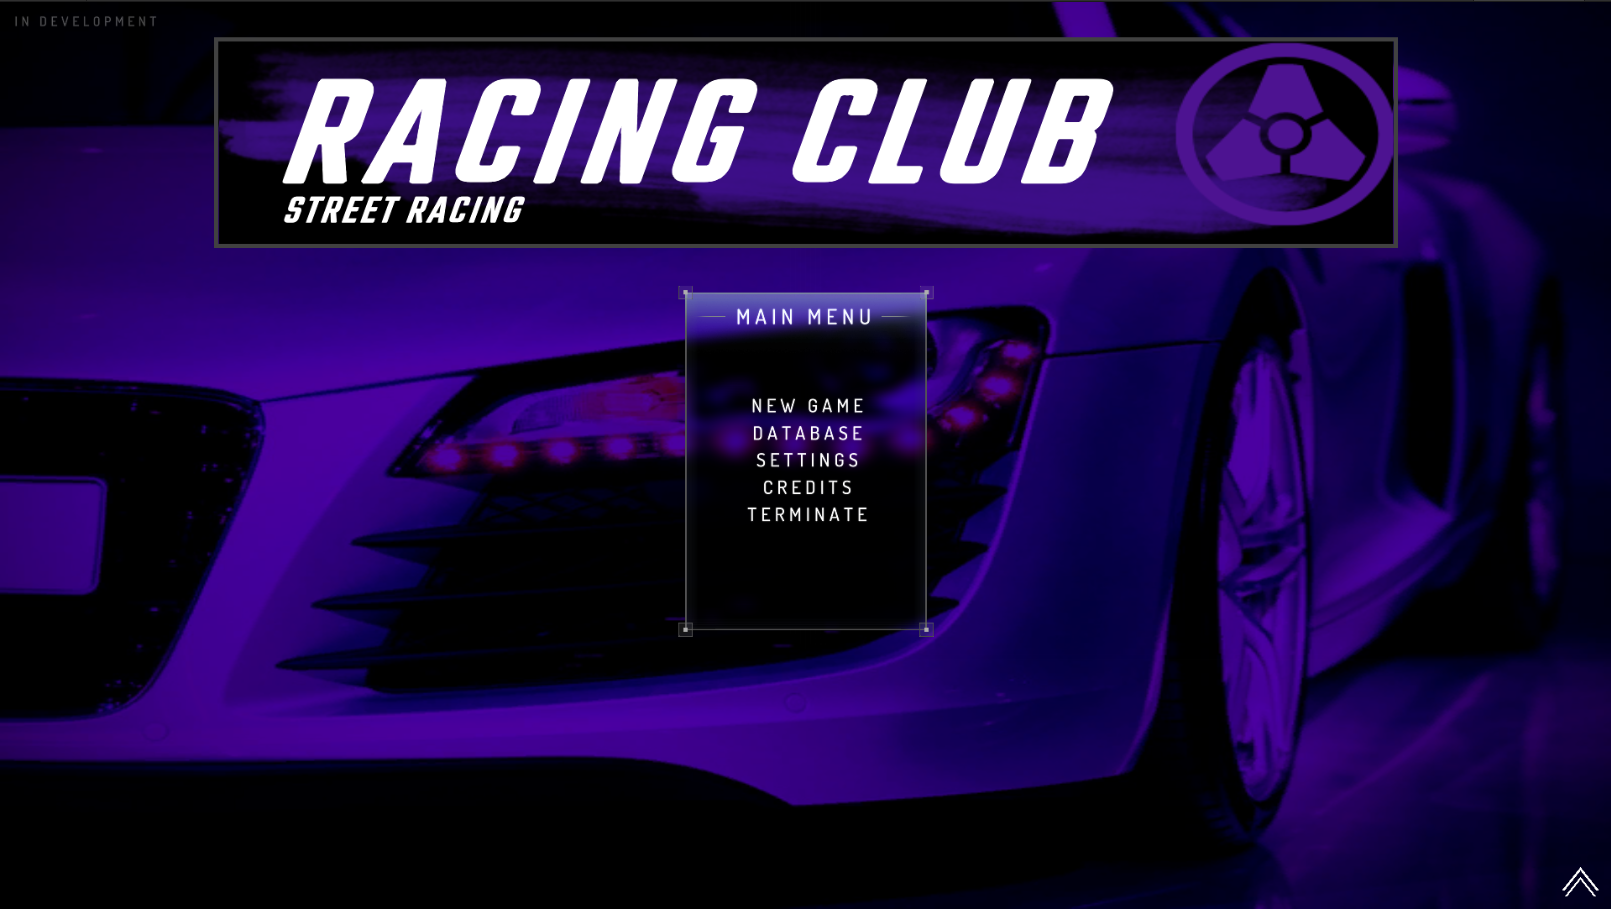 IN DEVELOPMENT
RACING CLUB
STREET RACING
MAIN MENU
NEW GAME
DATABASE
SETTINGS
CREDITS
TERMINATE